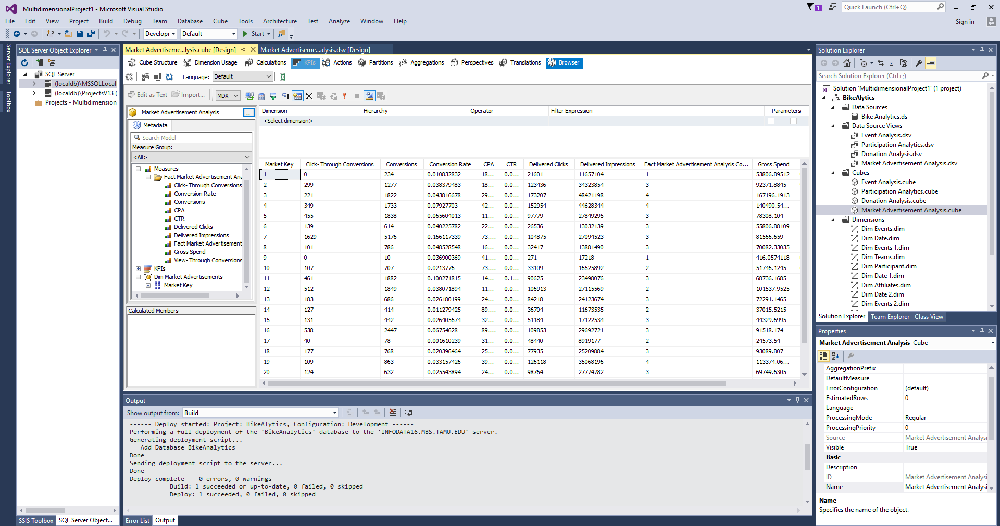 MultidimensionalProject1 - Microsoft Visual Studio
1
Quick Launch (Ctrl+Q)
File Edit View Project Build Debug Team Database Cube Tools Architecture Test Analyze Window Help
Sign in
Developı Default Start
Server Explorer
Toolbox
SQL Server Object Explorer
SQL Server
(localdb)\MSSQLLocall
(localdb)\ProjectsV13 (
Projects - Multidimension
SSIS Toolbox SQL Server Object...
Market Advertiseme...lysis.cube [Design] Market Advertiseme...alysis.dsv [Design]
Cube Structure Dimension Usage Calculations KPIs Actions Partitions Aggregations Perspectives Translations Browser
Language: Default
Edit as Text Import... MDX
Market Advertisement Analysis ..
Metadata
Search Model
Measure Group:
<All>
Measures
Fact Market Advertisement Ana
Click- Through Conversions
Conversion Rate
Conversions
CPA
CTR
Delivered Clicks
Delivered Impressions
Fact Market Advertisement
Gross Spend
View- Through Conversions
KPIs
Dim Market Advertisements
Market Key
Calculated Members
Dimension Hierarchy Operator Filter Expression Parameters
<Select dimension>
Market Key Click- Through Conversions Conversions Conversion Rate CPA CTR Delivered Clicks Delivered Impressions Fact Market Advertisement Analysis Co... Gross Spend
1 0 234 0.010832832 18... 0.0... 21601 11657104 1 53806.89512
2 299 1277 0.038379483 18... 0.0... 123436 34323854 3 92371.8845
3 221 1822 0.043816678 29... 0.0... 173207 48421198 4 167196.1913
4 349 1733 0.07927703 42... 0.0... 152954 44628344 4 140490.54...
5 455 1838 0.065604013 11... 0.0... 97779 27849295 3 78308.104
6 139 614 0.040225782 22... 0.0... 26536 13032139 3 55806.88109
7 1629 5176 0.166117339 73.... 0.0... 104875 27094523 3 81566.659
8 101 786 0.048528548 16... 0.0... 32417 13881490 3 70082.33035
9 0 10 0.036900369 41.... 0.0... 271 17218 1 416.0574118
10 107 707 0.0213776 73.... 0.0... 33109 16525892 2 51746.1245
11 461 1882 0.100271815 14... 0.1... 90625 23498076 3 68736.1685
12 512 1849 0.038071894 11... 0.0... 106913 27115569 2 101537.9525
13 183 686 0.026180199 24... 0.0... 84218 24123674 3 72291.1465
14 127 414 0.011279425 89.... 0.0... 36704 11673535 2 37015.5215
15 131 442 0.026405674 32... 0.0... 51184 17122534 3 44329.6995
16 538 2447 0.06754628 89.... 0.0... 109853 29692721 3 91518.174
17 40 78 0.001610239 31... 0.0... 48440 8919177 2 24573.54
18 177 768 0.020396464 25... 0.0... 77935 25209884 3 93089.807
19 109 863 0.033157426 39... 0.0... 126118 35068196 4 113374.06...
20 124 632 0.025543894 24... 0.0... 98764 27774782 3 69749.6305
Output
Show output from: Build
------ Deploy started: Project: BikeAlytics, Configuration: Development ------
Performing a full deployment of the 'BikeAnalytics' database to the 'INFODATA16.MBS.TAMU.EDU' server.
Generating deployment script...
Add Database BikeAnalytics
Done
Sending deployment script to the server...
Done
Deploy complete -- 0 errors, 0 warnings
========== Build: 1 succeeded or up-to-date, 0 failed, 0 skipped ==========
========== Deploy: 1 succeeded, 0 failed, 0 skipped ==========
Error List Output
Solution Explorer
Search Solution Explorer (Ctrl+;)
Solution 'MultidimensionalProject1' (1 project)
BikeAlytics
Data Sources
Bike Analytics.ds
Data Source Views
Event Analysis.dsv
Participation Analytics.dsv
Donation Analysis.dsv
Market Advertisement Analysis.dsv
Cubes
Event Analysis.cube
Participation Analytics.cube
Donation Analysis.cube
Market Advertisement Analysis.cube
Dimensions
Dim Events.dim
Dim Date.dim
Dim Events 1.dim
Dim Teams.dim
Dim Participant.dim
Dim Date 1.dim
Dim Affiliates.dim
Dim Date 2.dim
Dim Events 2.dim
Solution Explorer Team Explorer Class View
Properties
Market Advertisement Analysis Cube
AggregationPrefix
DefaultMeasure
ErrorConfiguration (default)
EstimatedRows 0
Language
ProcessingMode Regular
ProcessingPriority 0
Source Market Advertisement Analysi
Visible True
Basic
Description
ID Market Advertisement Analysi
Name Market Advertisement Analysi
Name
Specifies the name of the object.